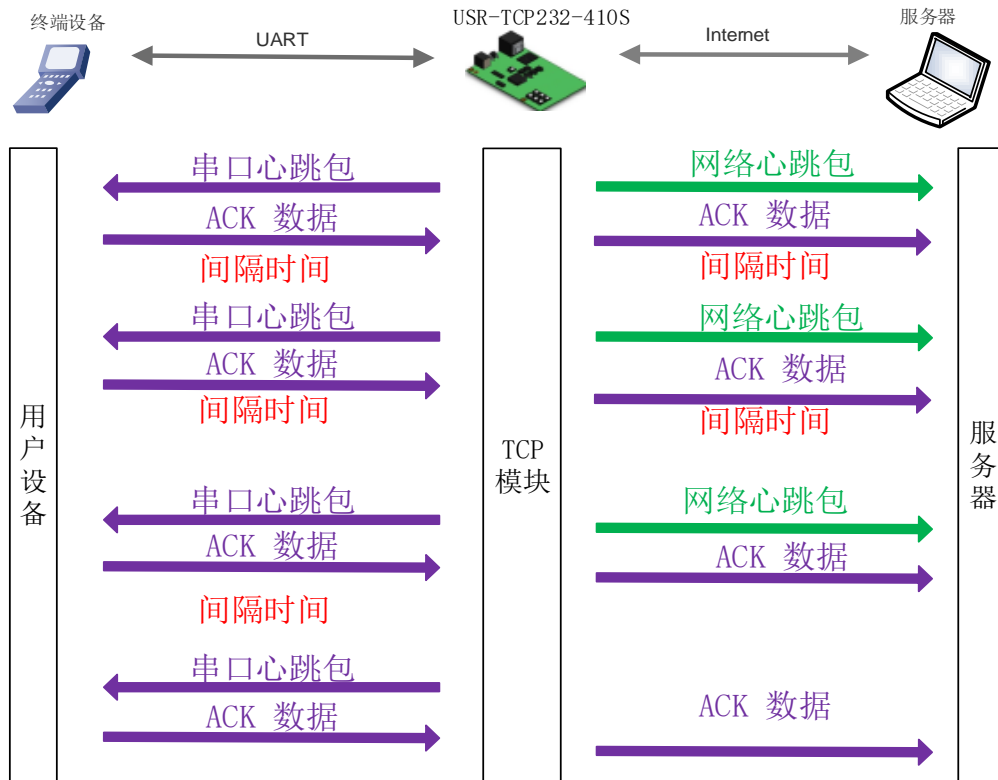 终端设备
UART
USR-TCP232-410S
Internet
服务器
串口心跳包
网络心跳包
ACK 数据
ACK 数据
间隔时间
间隔时间
串口心跳包
网络心跳包
ACK 数据
ACK 数据
间隔时间
间隔时间
用户设备
TCP
模块
服务器
串口心跳包
网络心跳包
ACK 数据
ACK 数据
间隔时间
串口心跳包
ACK 数据
ACK 数据